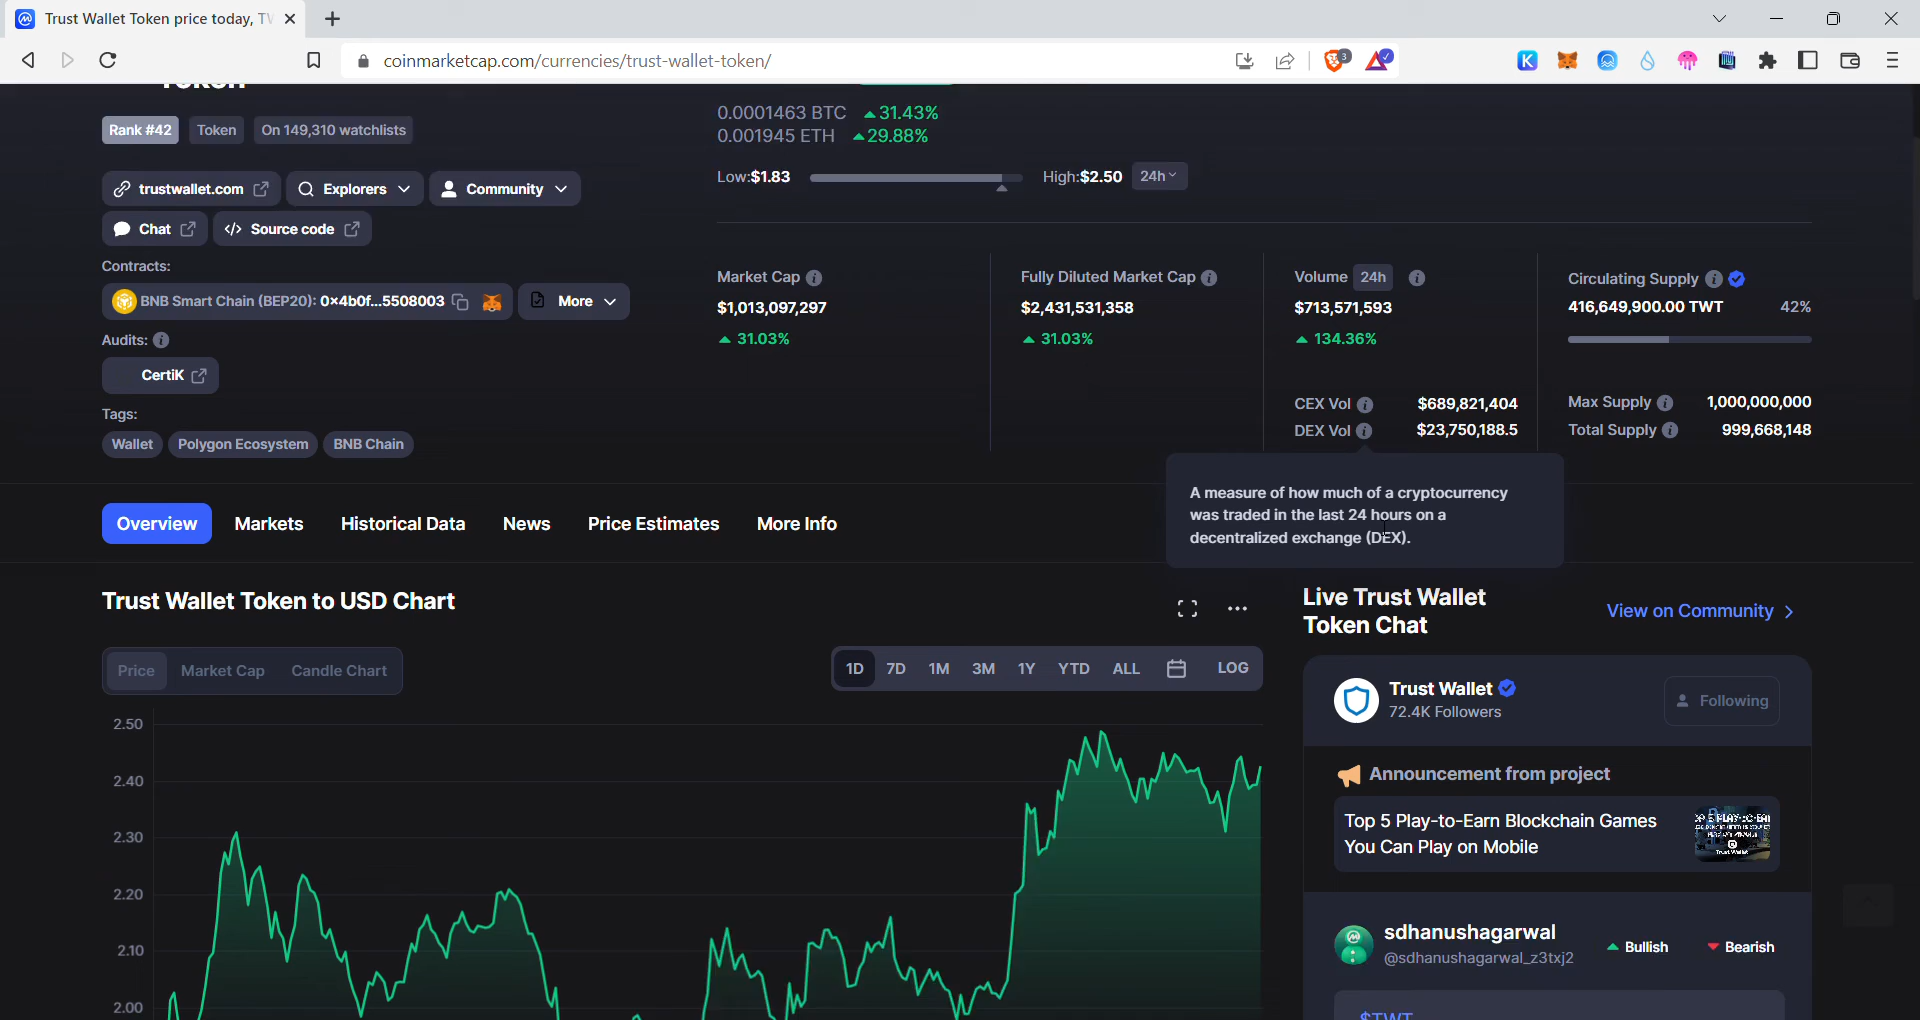 Trust Wallet Token price today, TW
coinmarketcap.com/currencies/trust-wallet-token/
3
K
Token
Rank #42
Token
On 149,310 watchlists
trustwallet.com
Explorers
Community
Chat
</> Source code
Contracts:
BNB Smart Chain (BEP20): 0x4b0f...5508003
More
Audits:
CertiK
Tags:
Wallet
Polygon Ecosystem
BNB Chain
0.0001463 BTC 31.43%
0.001945 ETH 29.88%
Low:$1.83
High:$2.50
24h
Market Cap
$1,013,097,297
31.03%
Fully Diluted Market Cap
$2,431,531,358
31.03%
Volume 24h
$713,571,593
134.36%
CEX Vol $689,821,404
DEX Vol $23,750,188.5
Circulating Supply
416,649,900.00 TWT 42%
Max Supply 1,000,000,000
Total Supply 999,668,148
A measure of how much of a cryptocurrency
was traded in the last 24 hours on a
decentralized exchange (DEX).
Overview
Markets
Historical Data
News
Price Estimates
More Info
Trust Wallet Token to USD Chart
Price
Market Cap
Candle Chart
1D 7D 1M 3M 1Y YTD ALL LOG
2.50
2.40
2.30
2.20
2.10
2.00
Live Trust Wallet
Token Chat
View on Community
Trust Wallet
72.4K Followers
Following
Announcement from project
Top 5 Play-to-Earn Blockchain Games
You Can Play on Mobile
Trust Wallet
sdhanushagarwal
@sdhanushagarwal_z3txj2
Bullish
Bearish
$TWT